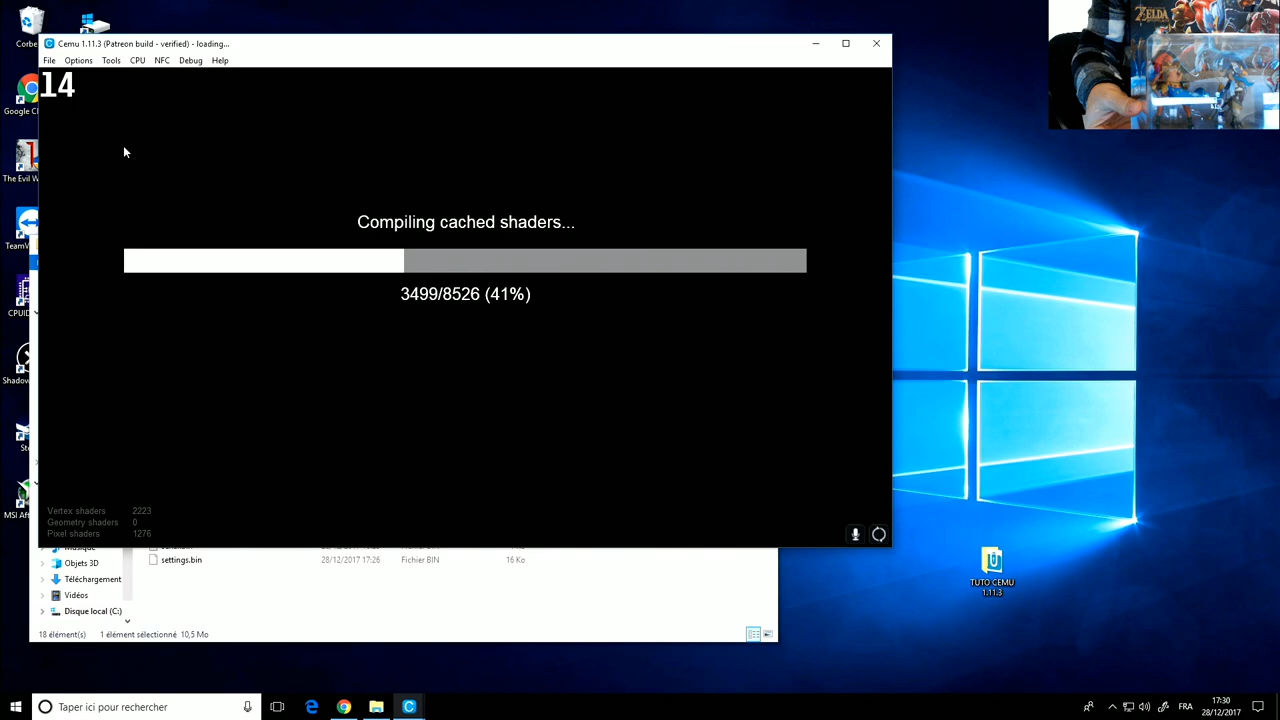 Corbe
Cemu 1.11.3 (Patreon build - verified) - loading...
File Options Tools CPU NFC Debug Help
14
ZELDA
Google C
The Evil W
TeamV
CPUID
Shadow
Ste
MSI Af
Compiling cached shaders...
3499/8526 (41%)
Vertex shaders 2223
Geometry shaders 0
Pixel shaders 1276
Musique
settings.bin 28/12/2017 17:26 Fichier BIN 16 Ko
Objets 3D
Téléchargement
Vidéos
Disque local (C:)
18 élément(s) 1 élément sélectionné 10,5 Mo
TUTO CEMU
1.11.3
Taper ici pour rechercher
FR
17:30
28/12/2017